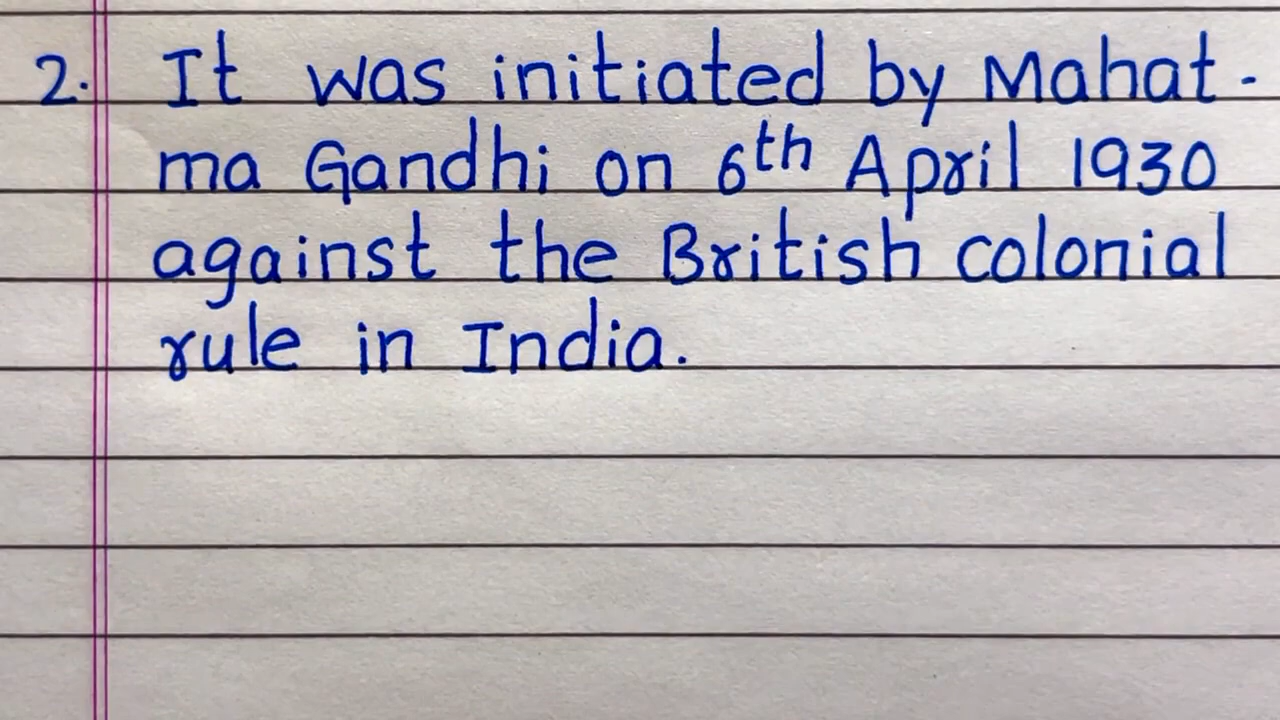 2. It was initiated by Mahat-
ma Gandhi on 6th April 1930
against the British colonial
rule in India.